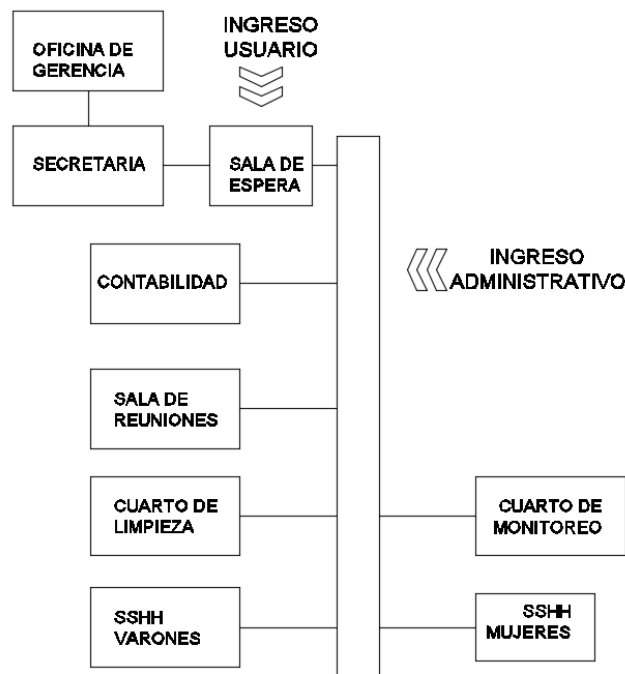 OFICINA DE
GERENCIA
INGRESO
USUARIO
SECRETARIA
SALA DE
ESPERA
CONTABILIDAD
INGRESO
ADMINISTRATIVO
SALA DE
REUNIONES
CUARTO DE
LIMPIEZA
CUARTO DE
MONITOREO
SSHH
VARONES
SSHH
MUJERES